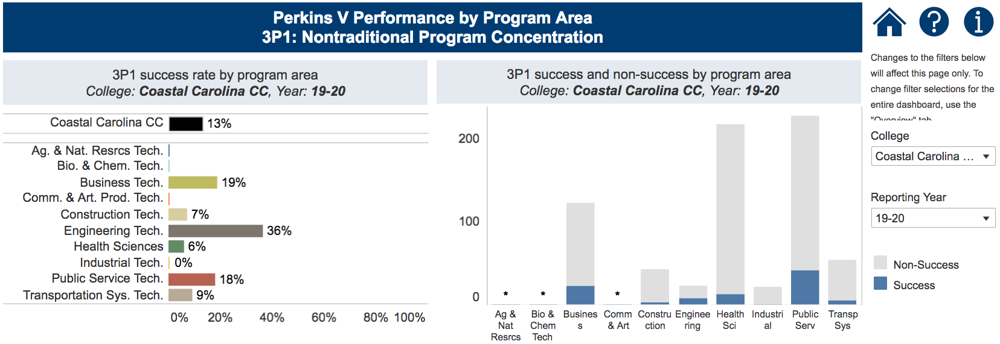 Perkins V Performance by Program Area
3P1: Nontraditional Program Concentration
3P1 success rate by program area
College: Coastal Carolina CC, Year: 19-20
Coastal Carolina CC 13%
Ag. & Nat. Resrcs Tech.
Bio. & Chem. Tech.
Business Tech. 19%
Comm. & Art. Prod. Tech.
Construction Tech. 7%
Engineering Tech. 36%
Health Sciences 6%
Industrial Tech. 0%
Public Service Tech. 18%
Transportation Sys. Tech. 9%
0% 20% 40% 60% 80% 100%
3P1 success and non-success by program area
College: Coastal Carolina CC, Year: 19-20
200
100
0
* * *
Ag & Nat Resrcs
Bio & Chem Tech
Busines
s
Comm & Art
Constru
ction
Enginee
ring
Health Sci
Industri
al
Public Serv
Transp Sys
?
i
Changes to the filters below
will affect this page only. To
change filter selections for the
entire dashboard, use the
"Overview" tab
College
Coastal Carolina ...
Reporting Year
19-20
Non-Success
Success